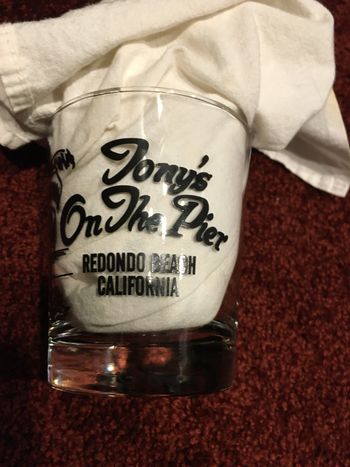 Tony's
On The Pier
REDONDO BEACH
CALIFORNIA